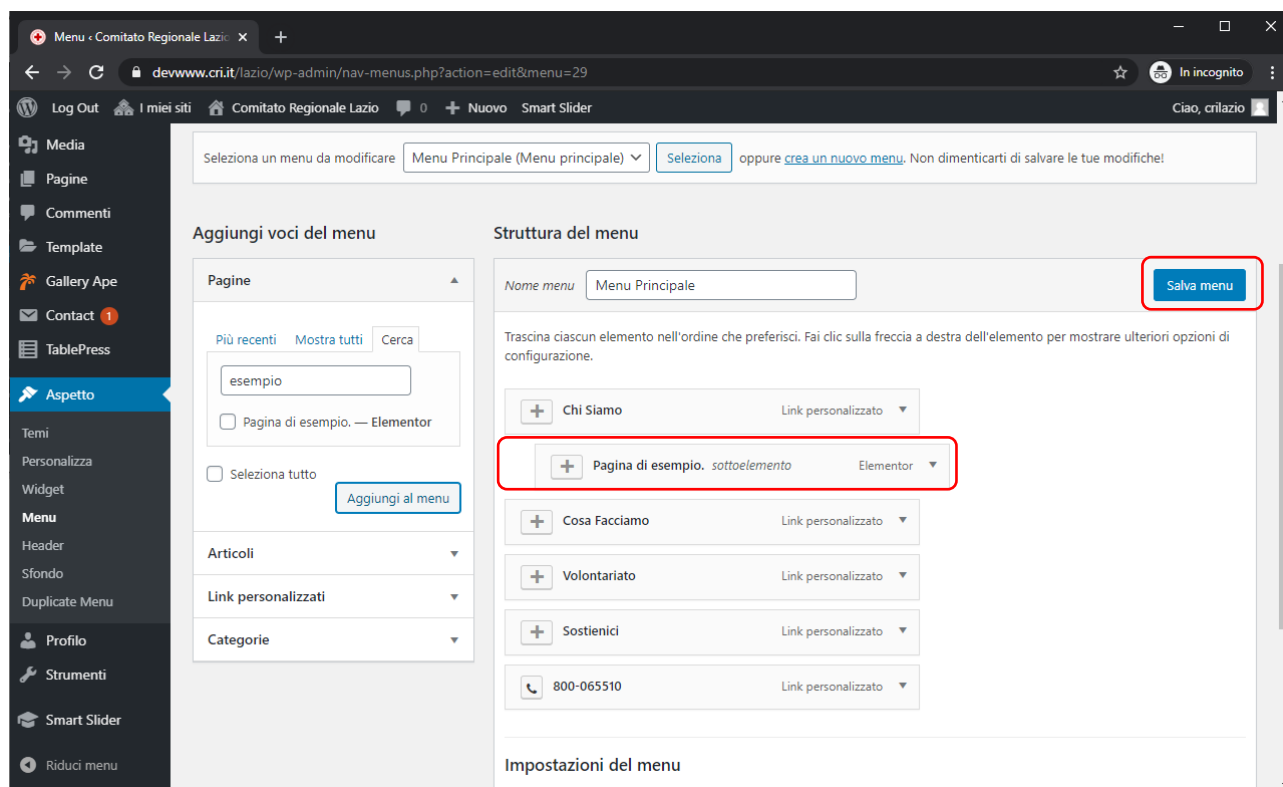 Menu ‹ Comitato Regionale Lazio
devwww.cri.it/lazio/wp-admin/nav-menus.php?action=edit&menu=29
In incognito
Log Out I miei siti Comitato Regionale Lazio 0 Nuovo Smart Slider Ciao, crilazio
Media
Pagine
Commenti
Template
Gallery Ape
Contact 1
TablePress
Aspetto
Temi
Personalizza
Widget
Menu
Header
Sfondo
Duplicate Menu
Profilo
Strumenti
Smart Slider
Riduci menu
Seleziona un menu da modificare Menu Principale (Menu principale) Seleziona oppure crea un nuovo menu. Non dimenticarti di salvare le tue modifiche!
Aggiungi voci del menu
Pagine
Più recenti Mostra tutti Cerca
esempio
Pagina di esempio. — Elementor
Seleziona tutto
Aggiungi al menu
Articoli
Link personalizzati
Categorie
Struttura del menu
Nome menu Menu Principale Salva menu
Trascina ciascun elemento nell'ordine che preferisci. Fai clic sulla freccia a destra dell'elemento per mostrare ulteriori opzioni di
configurazione.
Chi Siamo Link personalizzato
Pagina di esempio. sottoelemento Elementor
Cosa Facciamo Link personalizzato
Volontariato Link personalizzato
Sostienici Link personalizzato
800-065510 Link personalizzato
Impostazioni del menu